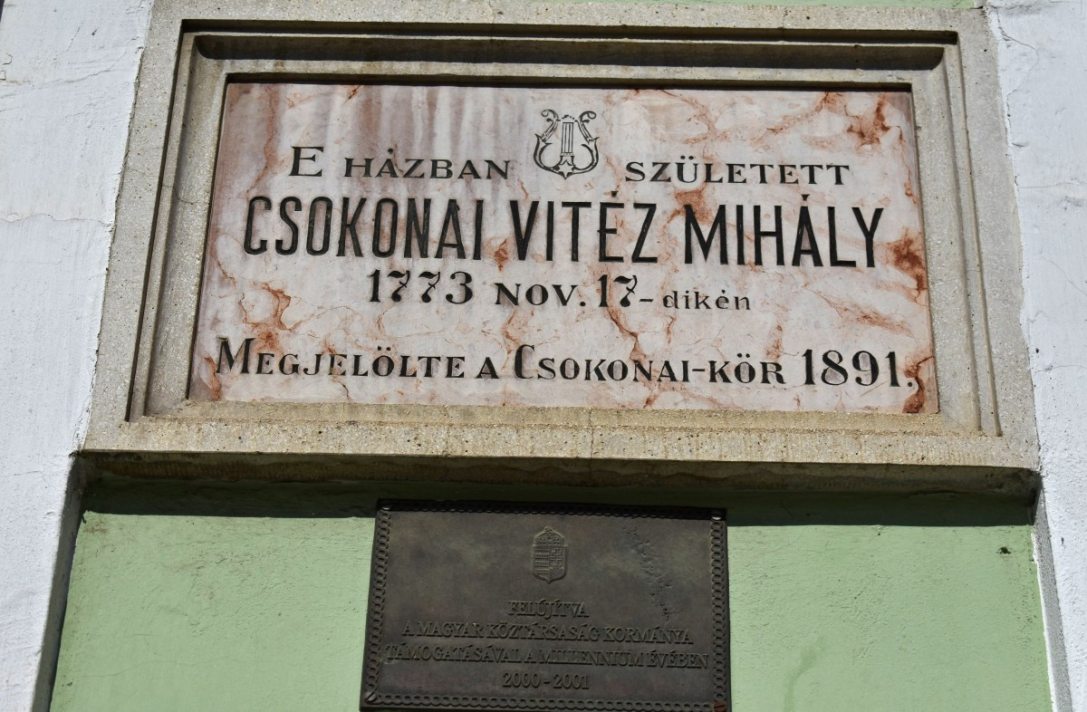 E HÁZBAN SZÜLETETT
CSOKONAI VITÉZ MIHÁLY
1773 NOV. 17-dikén
MEGJELÖLTE A CSOKONAI-KÖR 1891.
FELÚJÍTVA
A MAGYAR KÖZTÁRSASÁG KORMÁNYA
TÁMOGATÁSÁVAL A MILLENNIUM ÉVÉBEN
2000-2001